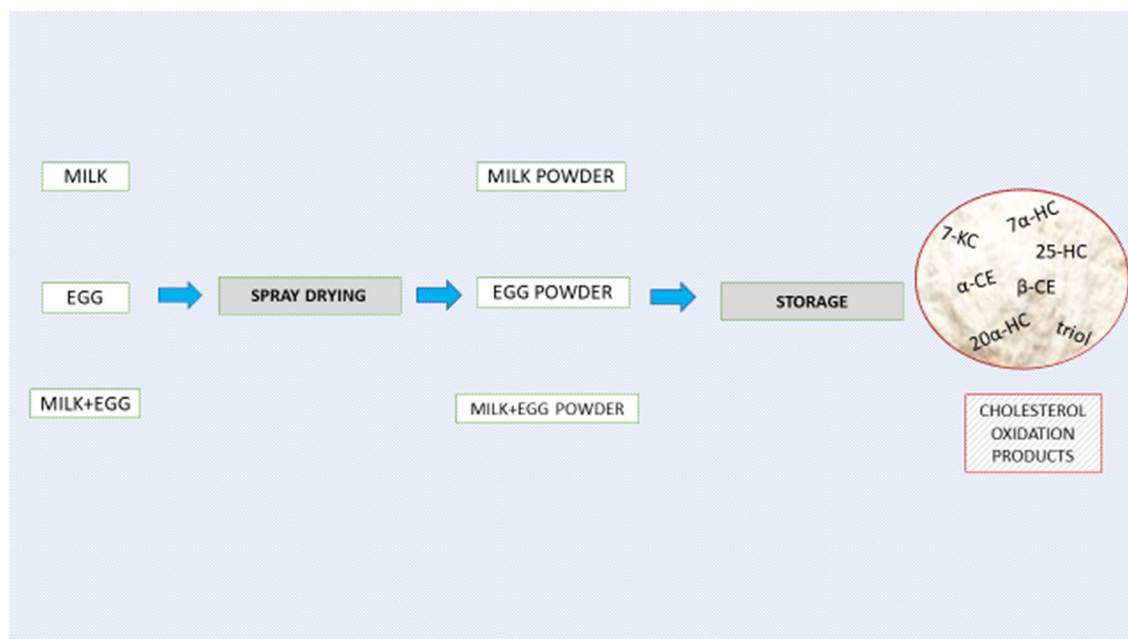 MILK
EGG
MILK+EGG
SPRAY DRYING
MILK POWDER
EGG POWDER
MILK+EGG POWDER
STORAGE
7-KC
7α-HC
25-HC
α-CE
β-CE
20α-HC
triol
CHOLESTEROL
OXIDATION
PRODUCTS